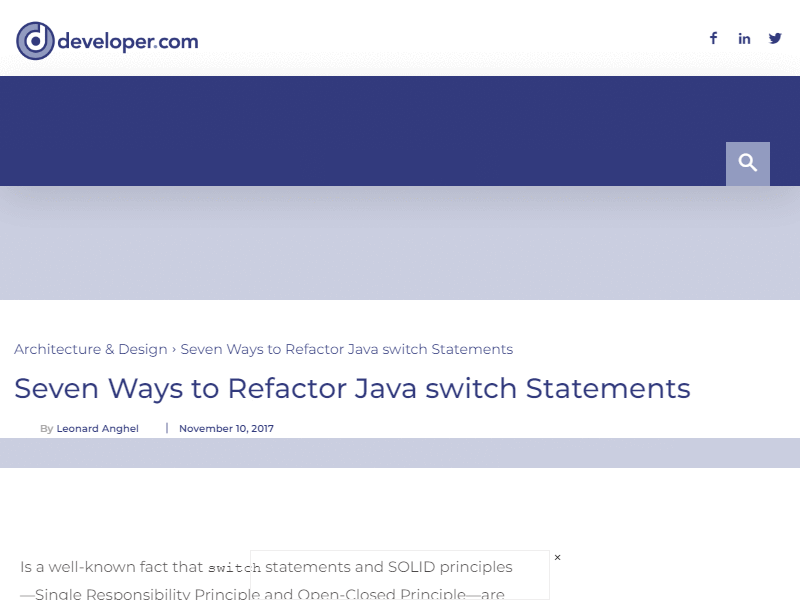 developer.com
Architecture & Design › Seven Ways to Refactor Java switch Statements
Seven Ways to Refactor Java switch Statements
By Leonard Anghel | November 10, 2017
Is a well-known fact that switch statements and SOLID principles
—Single Responsibility Principle and Open-Closed Principle—are